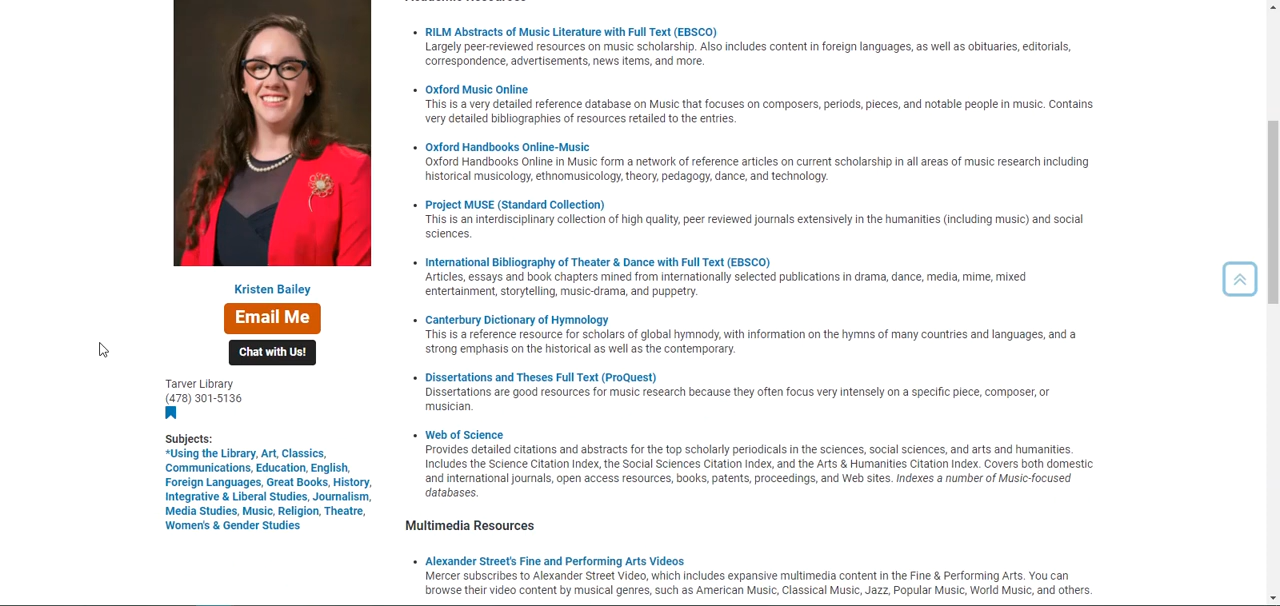 Kristen Bailey
Email Me
Chat with Us!
Tarver Library
(478) 301-5136
Subjects:
*Using the Library, Art, Classics,
Communications, Education, English,
Foreign Languages, Great Books, History,
Integrative & Liberal Studies, Journalism,
Media Studies, Music, Religion, Theatre,
Women's & Gender Studies
Academic Resources
RILM Abstracts of Music Literature with Full Text (EBSCO)
Largely peer-reviewed resources on music scholarship. Also includes content in foreign languages, as well as obituaries, editorials,
correspondence, advertisements, news items, and more.
Oxford Music Online
This is a very detailed reference database on Music that focuses on composers, periods, pieces, and notable people in music. Contains
very detailed bibliographies of resources retailed to the entries.
Oxford Handbooks Online-Music
Oxford Handbooks Online in Music form a network of reference articles on current scholarship in all areas of music research including
historical musicology, ethnomusicology, theory, pedagogy, dance, and technology.
Project MUSE (Standard Collection)
This is an interdisciplinary collection of high quality, peer reviewed journals extensively in the humanities (including music) and social
sciences.
International Bibliography of Theater & Dance with Full Text (EBSCO)
Articles, essays and book chapters mined from internationally selected publications in drama, dance, media, mime, mixed
entertainment, storytelling, music-drama, and puppetry.
Canterbury Dictionary of Hymnology
This is a reference resource for scholars of global hymnody, with information on the hymns of many countries and languages, and a
strong emphasis on the historical as well as the contemporary.
Dissertations and Theses Full Text (ProQuest)
Dissertations are good resources for music research because they often focus very intensely on a specific piece, composer, or
musician.
Web of Science
Provides detailed citations and abstracts for the top scholarly periodicals in the sciences, social sciences, and arts and humanities.
Includes the Science Citation Index, the Social Sciences Citation Index, and the Arts & Humanities Citation Index. Covers both domestic
and international journals, open access resources, books, patents, proceedings, and Web sites. Indexes a number of Music-focused
databases.
Multimedia Resources
Alexander Street's Fine and Performing Arts Videos
Mercer subscribes to Alexander Street Video, which includes expansive multimedia content in the Fine & Performing Arts. You can
browse their video content by musical genres, such as American Music, Classical Music, Jazz, Popular Music, World Music, and others.